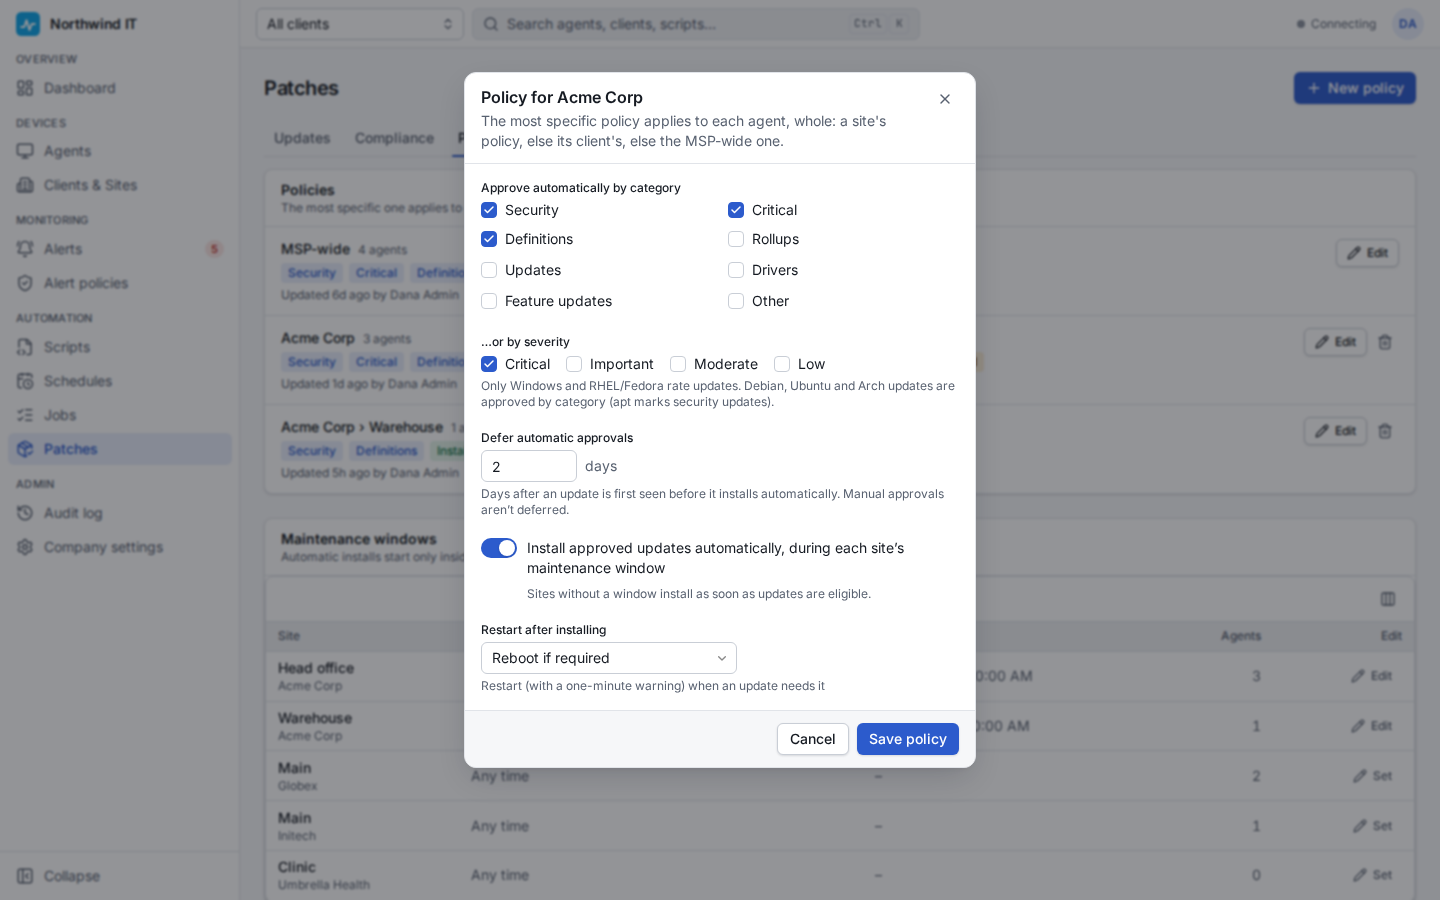 Northwind IT
All clients
Search agents, clients, scripts...
Ctrl K
Connecting
DA
OVERVIEW
Dashboard
DEVICES
Agents
Clients & Sites
MONITORING
Alerts
5
Alert policies
AUTOMATION
Scripts
Schedules
Jobs
Patches
ADMIN
Audit log
Company settings
Collapse
Patches
New policy
Updates
Compliance
Policies
The most specific one applies to
MSP-wide 4 agents
Security Critical
Updated 6d ago by Dana Admin
Edit
Acme Corp 3 agents
Security Critical
Updated 1d ago by Dana Admin
Edit
Acme Corp › Warehouse
Security Definitions
Updated 5h ago by Dana Admin
Edit
Maintenance windows
Automatic installs start only
Site
Agents
Edit
Head office
Acme Corp
0:00 AM
3
Edit
Warehouse
Acme Corp
0:00 AM
1
Edit
Main
Globex
Any time
–
2
Set
Main
Initech
Any time
–
1
Set
Clinic
Umbrella Health
Any time
–
0
Set
Policy for Acme Corp
The most specific policy applies to each agent, whole: a site's
policy, else its client's, else the MSP-wide one.
Approve automatically by category
Security
Critical
Definitions
Rollups
Updates
Drivers
Feature updates
Other
...or by severity
Critical Important Moderate Low
Only Windows and RHEL/Fedora rate updates. Debian, Ubuntu and Arch updates are
approved by category (apt marks security updates).
Defer automatic approvals
2 days
Days after an update is first seen before it installs automatically. Manual approvals
aren’t deferred.
Install approved updates automatically, during each site’s
maintenance window
Sites without a window install as soon as updates are eligible.
Restart after installing
Reboot if required
Restart (with a one-minute warning) when an update needs it
Cancel
Save policy